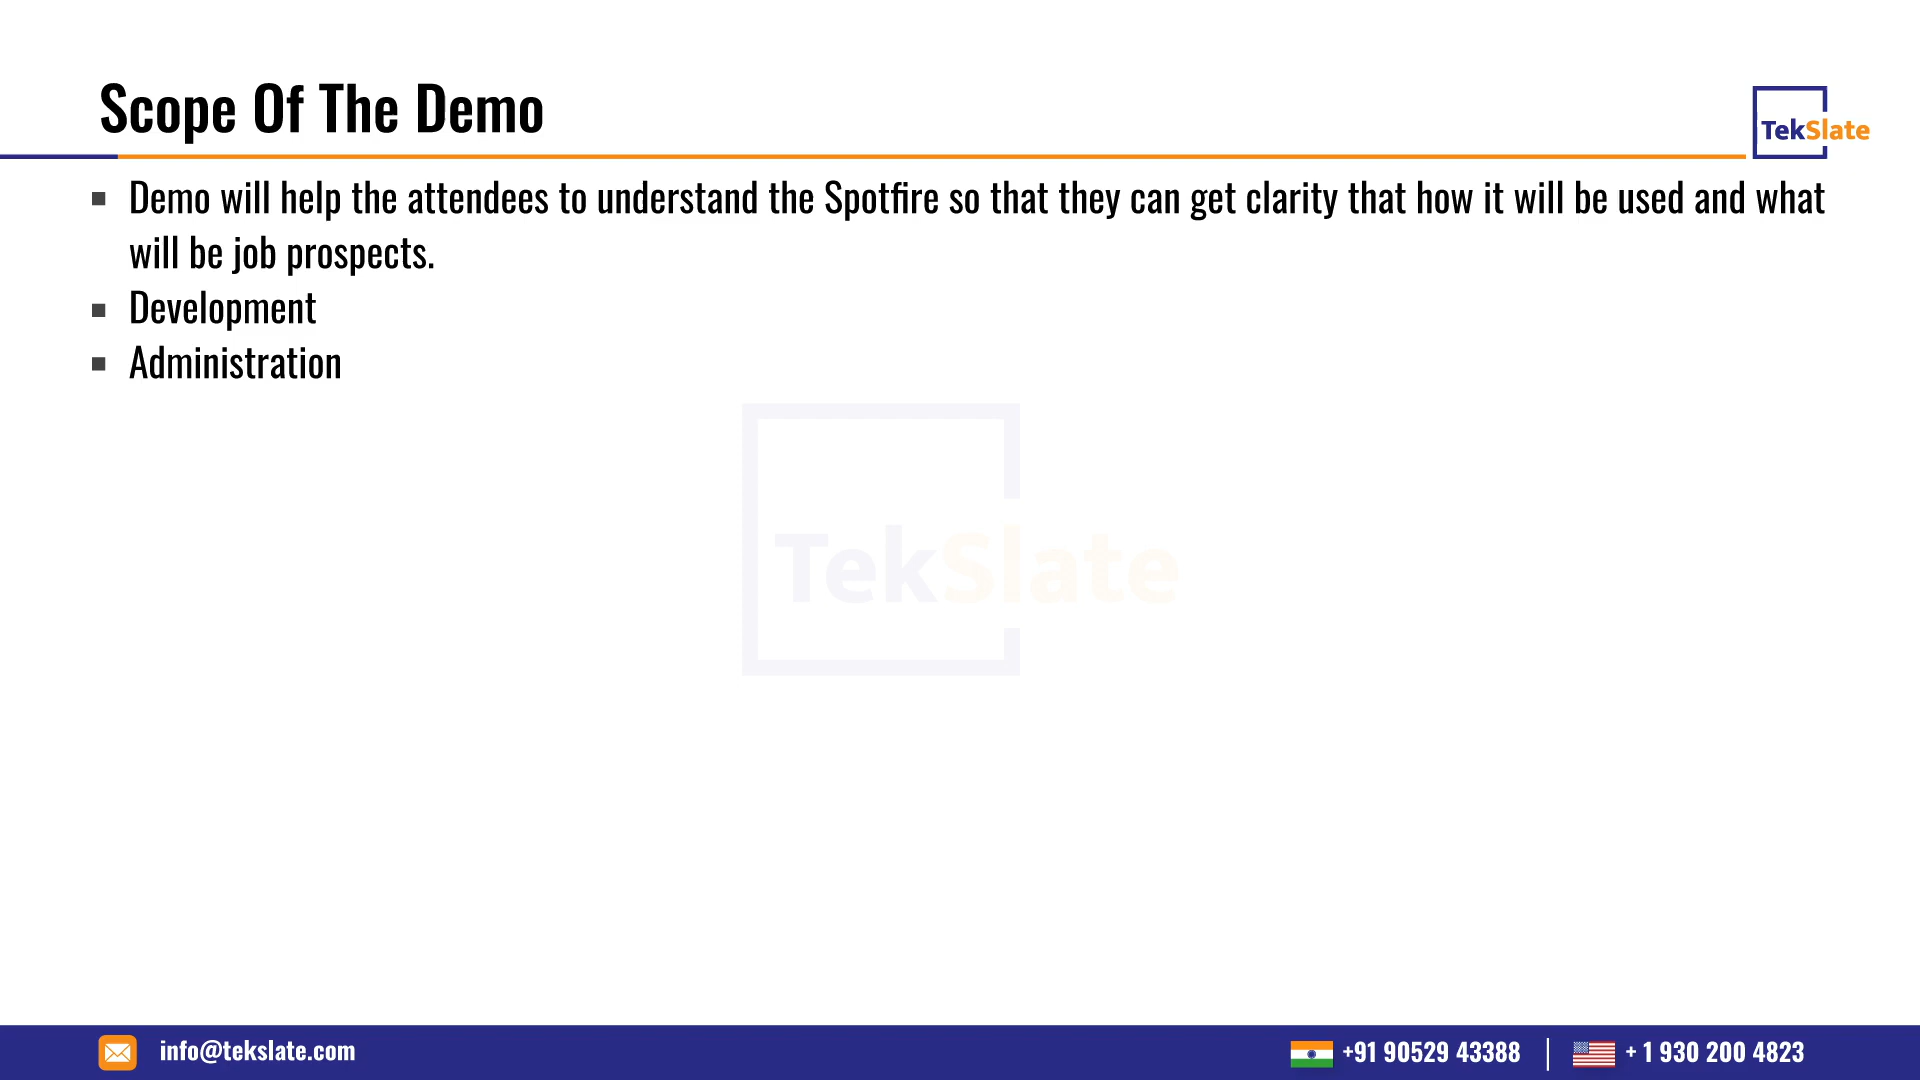 Scope Of The Demo
TekSlate
Demo will help the attendees to understand the Spotfire so that they can get clarity that how it will be used and what
will be job prospects.
Development
Administration
TekSlate
info@tekslate.com
+91 90529 43388
+ 1 930 200 4823